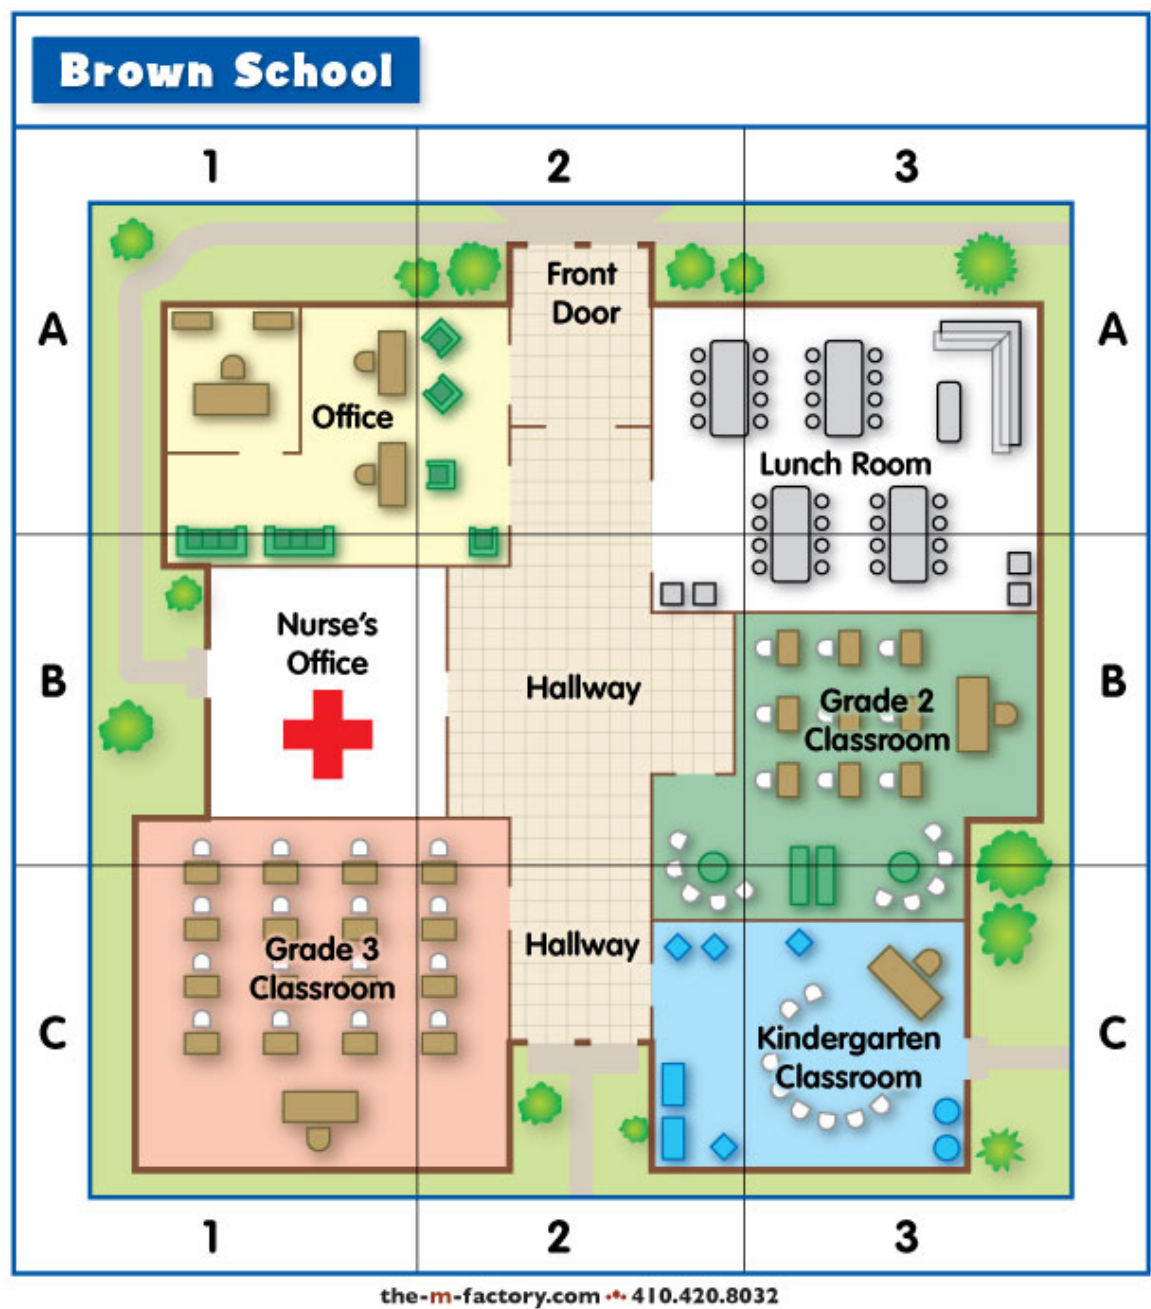 Brown School
1 2 3
Front
Door
A A
Office
Lunch Room
Nurse's
Office
B Hallway B
Grade 2
Classroom
Hallway
Grade 3
Classroom
C C
Kindergarten
Classroom
1 2 3
the-m-factory.com 410.420.8032